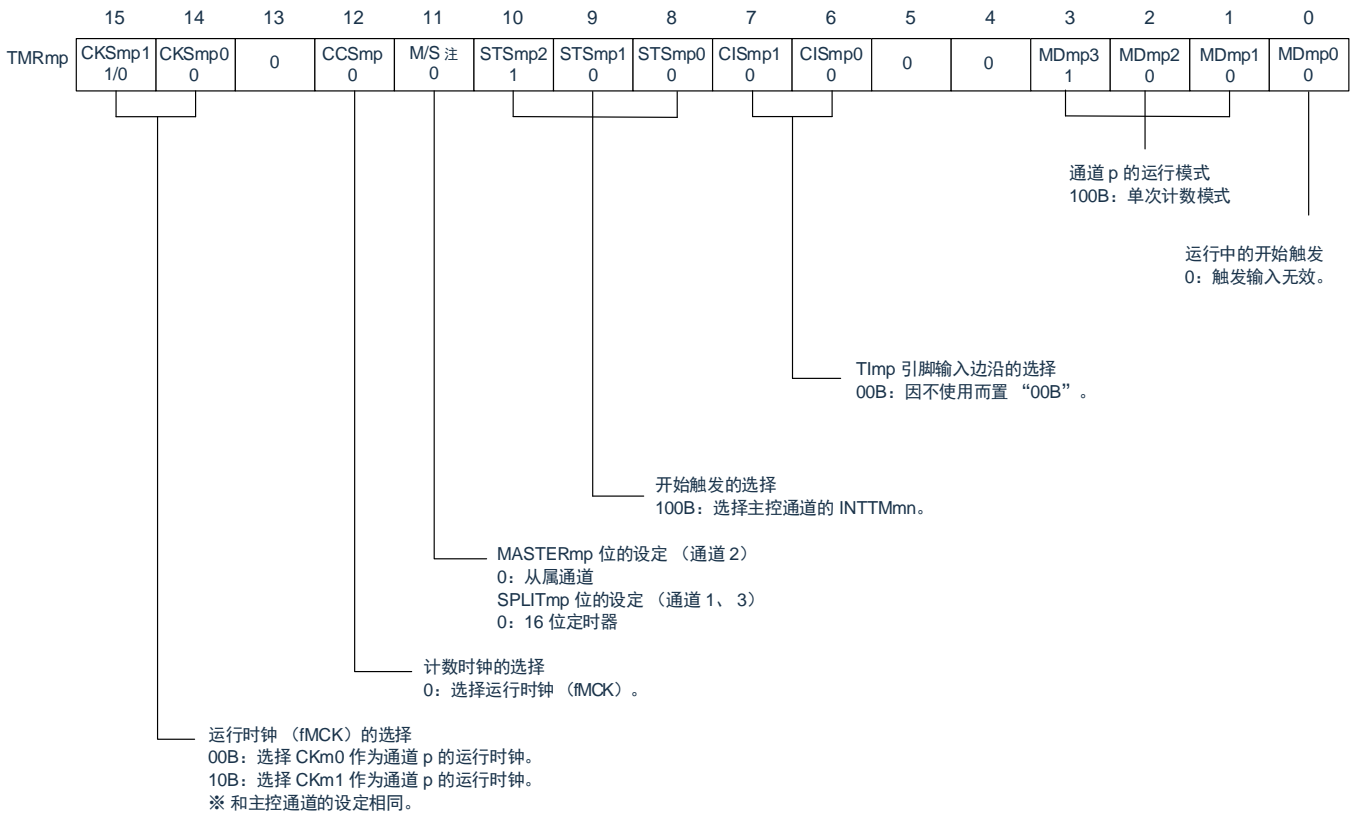 15 14 13 12 11 10 9 8 7 6 5 4 3 2 1 0
TMRmp CKSmp1 CKSmp0 0 CCSmp M/S 注 STSmp2 STSmp1 STSmp0 CISmp1 CISmp0 0 0 MDmp3 MDmp2 MDmp1 MDmp0
1/0 0 0 0 1 0 0 0 0 1 0 0 0
通道 p 的运行模式
100B：单次计数模式
运行中的开始触发
0：触发输入无效。
TImp 引脚输入边沿的选择
00B：因不使用而置 “00B”。
开始触发的选择
100B：选择主控通道的 INTTMmn。
MASTERmp 位的设定 （通道 2）
0：从属通道
SPLITmp 位的设定 （通道 1、 3）
0：16 位定时器
计数时钟的选择
0：选择运行时钟 （fMCK）。
运行时钟 （fMCK）的选择
00B：选择 CKm0 作为通道 p 的运行时钟。
10B：选择 CKm1 作为通道 p 的运行时钟。
※ 和主控通道的设定相同。